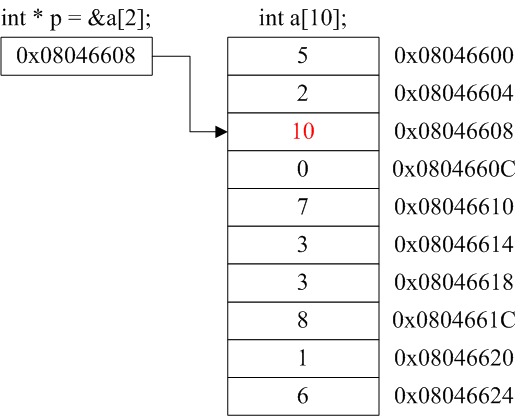 int * p = &a[2];
int a[10];
0x08046608
5 0x08046600
2 0x08046604
10 0x08046608
0 0x0804660C
7 0x08046610
3 0x08046614
3 0x08046618
8 0x0804661C
1 0x08046620
6 0x08046624